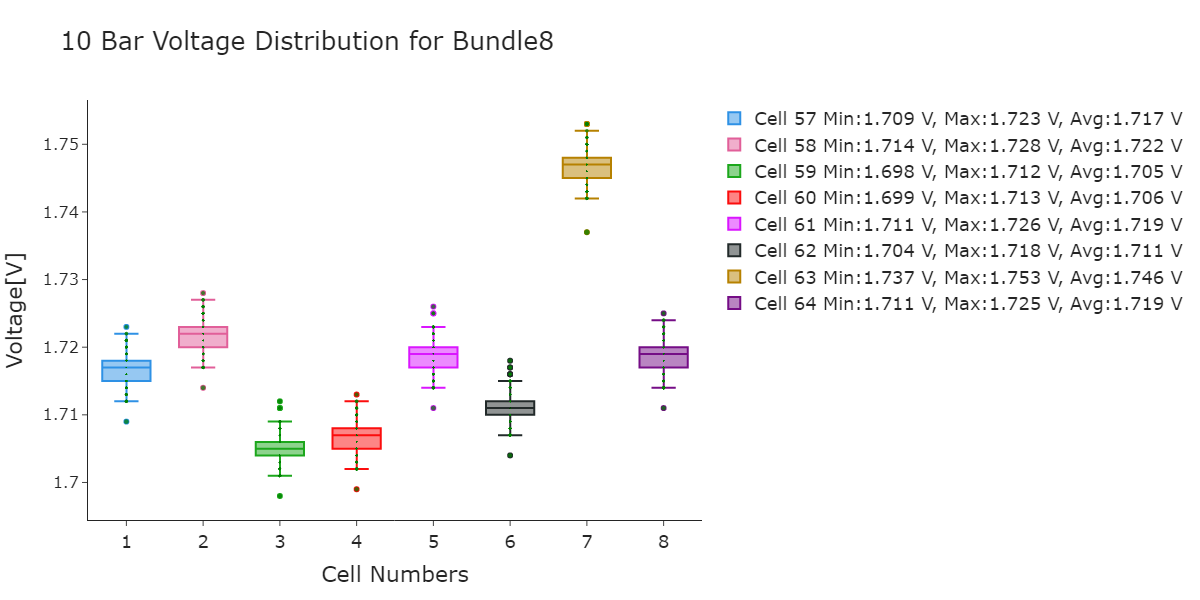 10 Bar Voltage Distribution for Bundle8
Cell 57 Min:1.709 V, Max:1.723 V, Avg:1.717 V
Cell 58 Min:1.714 V, Max:1.728 V, Avg:1.722 V
Cell 59 Min:1.698 V, Max:1.712 V, Avg:1.705 V
Cell 60 Min:1.699 V, Max:1.713 V, Avg:1.706 V
Cell 61 Min:1.711 V, Max:1.726 V, Avg:1.719 V
Cell 62 Min:1.704 V, Max:1.718 V, Avg:1.711 V
Cell 63 Min:1.737 V, Max:1.753 V, Avg:1.746 V
Cell 64 Min:1.711 V, Max:1.725 V, Avg:1.719 V
Voltage[V]
1.75
1.74
1.73
1.72
1.71
1.7
1 2 3 4 5 6 7 8
Cell Numbers